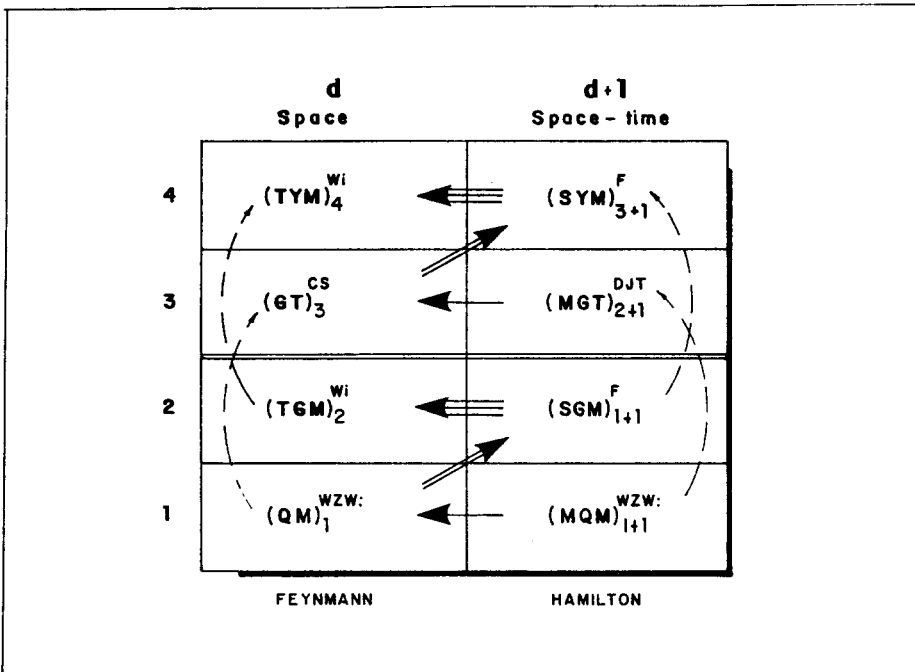 d d+1
Space Space - time
4 (TYM)₄^Wi (SYM)₃₊₁^F
3 (GT)₃^CS (MGT)₂₊₁^DJT
2 (TGM)₂^Wi (SGM)₁₊₁^F
1 (QM)₁^WZW: (MQM)₁₊₁^WZW:
FEYNMANN HAMILTON